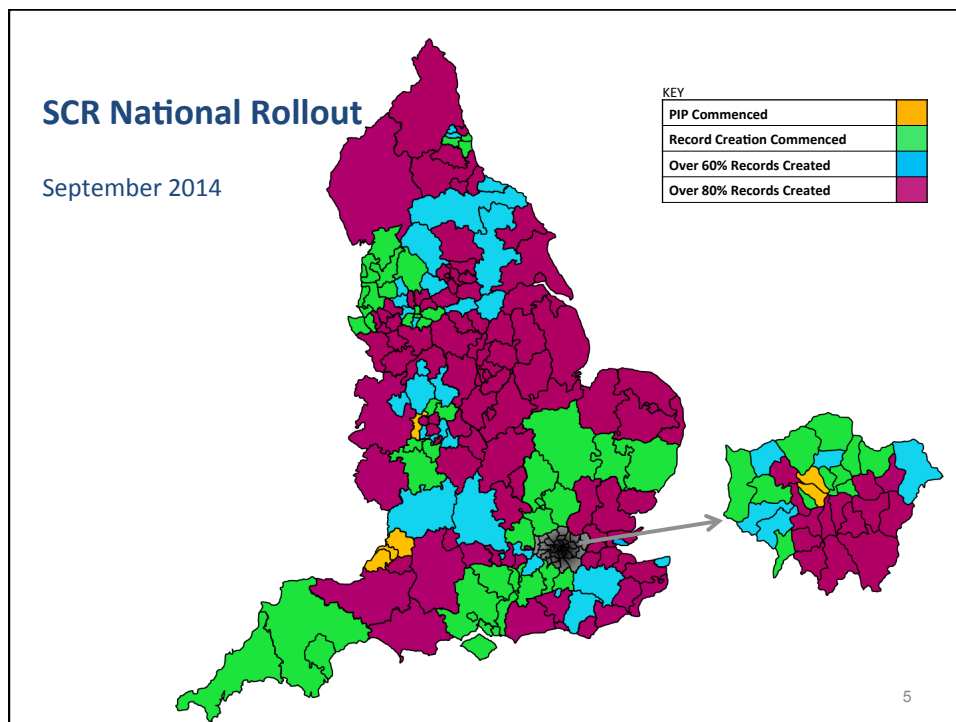 SCR National Rollout
September 2014
KEY
PIP Commenced
Record Creation Commenced
Over 60% Records Created
Over 80% Records Created
5